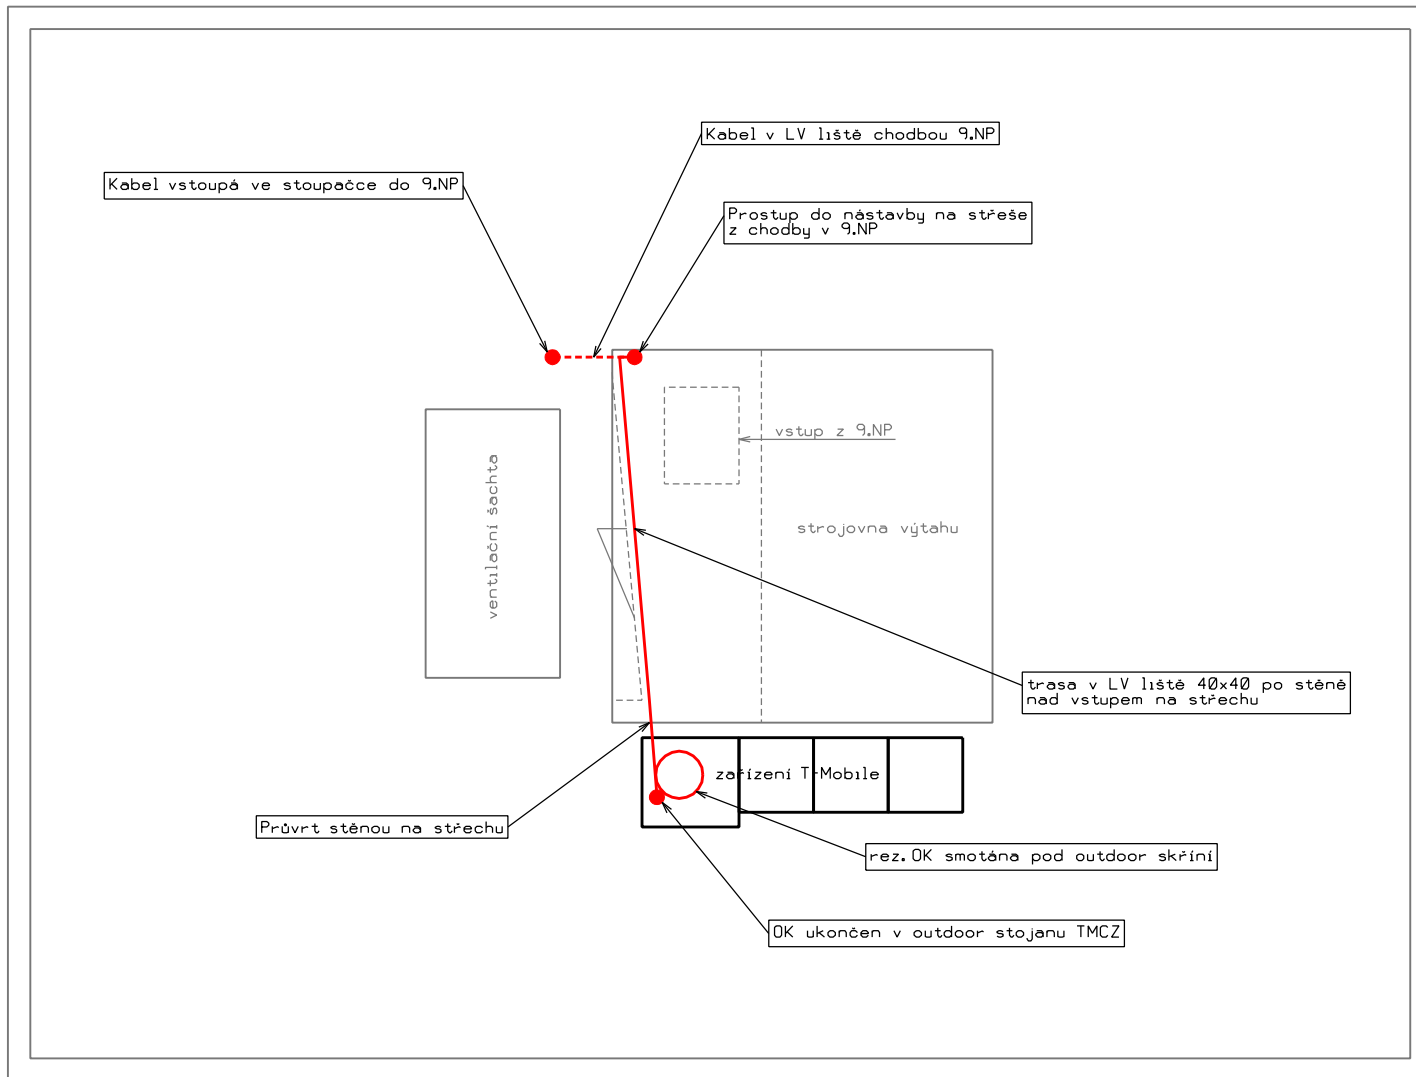 Kabel v LV liště chodbou 9.NP
Kabel vstoupá ve stoupačce do 9.NP
Prostup do nástavby na střeše
z chodby v 9.NP
vstup z 9.NP
ventilační šachta
strojovna výtahu
trasa v LV liště 40x40 po stěně
nad vstupem na střechu
zařízení T-Mobile
Průvrt stěnou na střechu
rez. OK smotána pod outdoor skříní
OK ukončen v outdoor stojanu TMCZ